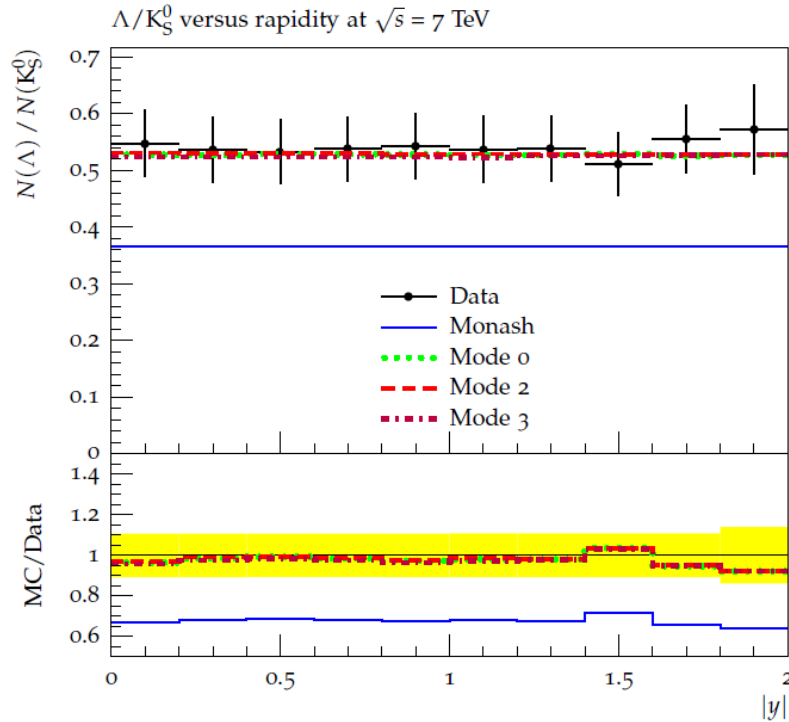 Λ/K⁰_S versus rapidity at √s = 7 TeV
N(Λ) / N(K⁰_S)
0.7
0.6
0.5
0.4
0.3
0.2
0.1
0
Data
Monash
Mode 0
Mode 2
Mode 3
MC/Data
1.4
1.2
1
0.8
0.6
0 0.5 1 1.5 2
|y|